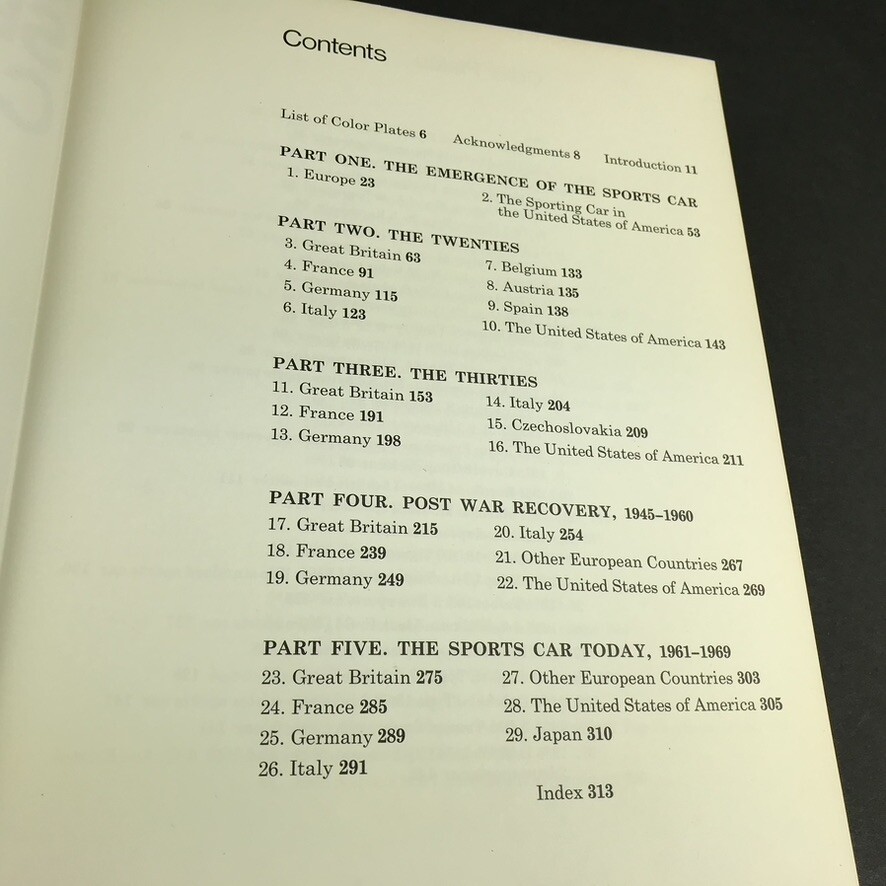 Contents
List of Color Plates 6 Acknowledgments 8 Introduction 11
PART ONE. THE EMERGENCE OF THE SPORTS CAR
1. Europe 23
2. The Sporting Car in
the United States of America 53
PART TWO. THE TWENTIES
3. Great Britain 63
4. France 91
5. Germany 115
6. Italy 123
7. Belgium 133
8. Austria 135
9. Spain 138
10. The United States of America 143
PART THREE. THE THIRTIES
11. Great Britain 153
12. France 191
13. Germany 198
14. Italy 204
15. Czechoslovakia 209
16. The United States of America 211
PART FOUR. POST WAR RECOVERY, 1945–1960
17. Great Britain 215
18. France 239
19. Germany 249
20. Italy 254
21. Other European Countries 267
22. The United States of America 269
PART FIVE. THE SPORTS CAR TODAY, 1961–1969
23. Great Britain 275
24. France 285
25. Germany 289
26. Italy 291
27. Other European Countries 303
28. The United States of America 305
29. Japan 310
Index 313